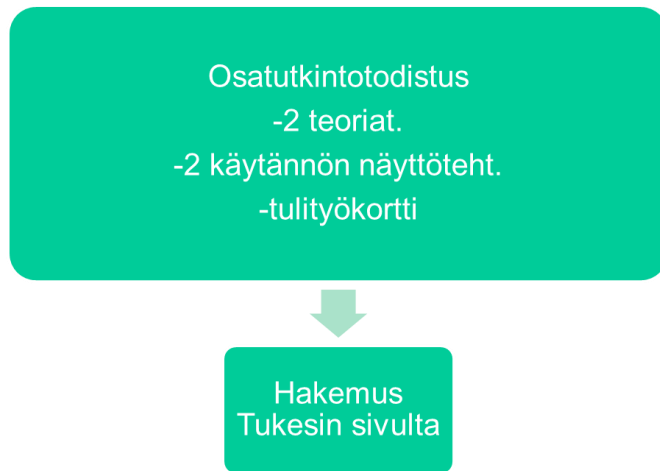 Osatutkintotodistus
-2 teoriat.
-2 käytännön näyttöteht.
-tulityökortti
Hakemus
Tukesin sivulta